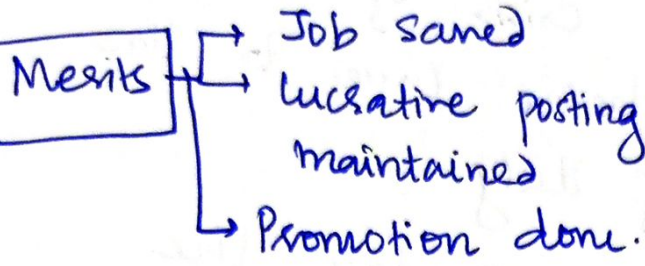 Merits
Job saved
lucrative posting
maintained
Promotion done.